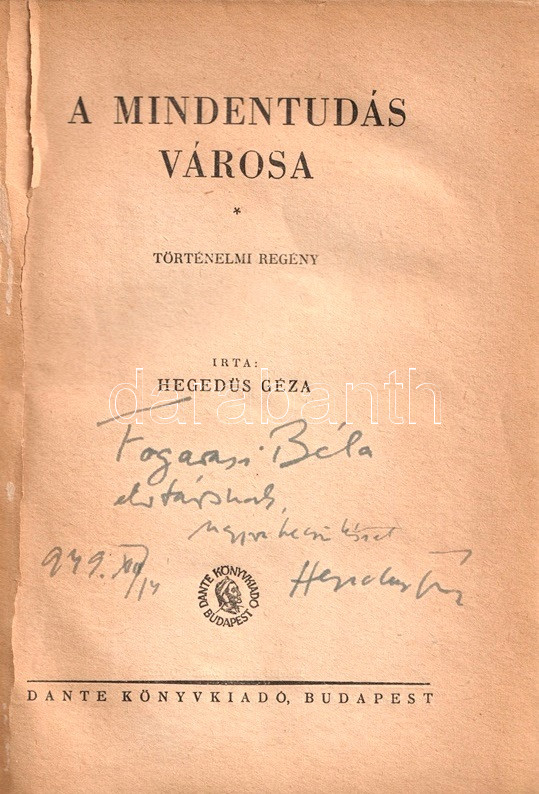 A MINDENTUDÁS
VÁROSA
*
TÖRTÉNELMI REGÉNY
IRTA:
HEGEDÜS GÉZA
darabanth
Fogarasi Béla
elvtársnak,
949. XII/14
DANTE KÖNYVKIADÓ
BUDAPEST
DANTE KÖNYVKIADÓ, BUDAPEST